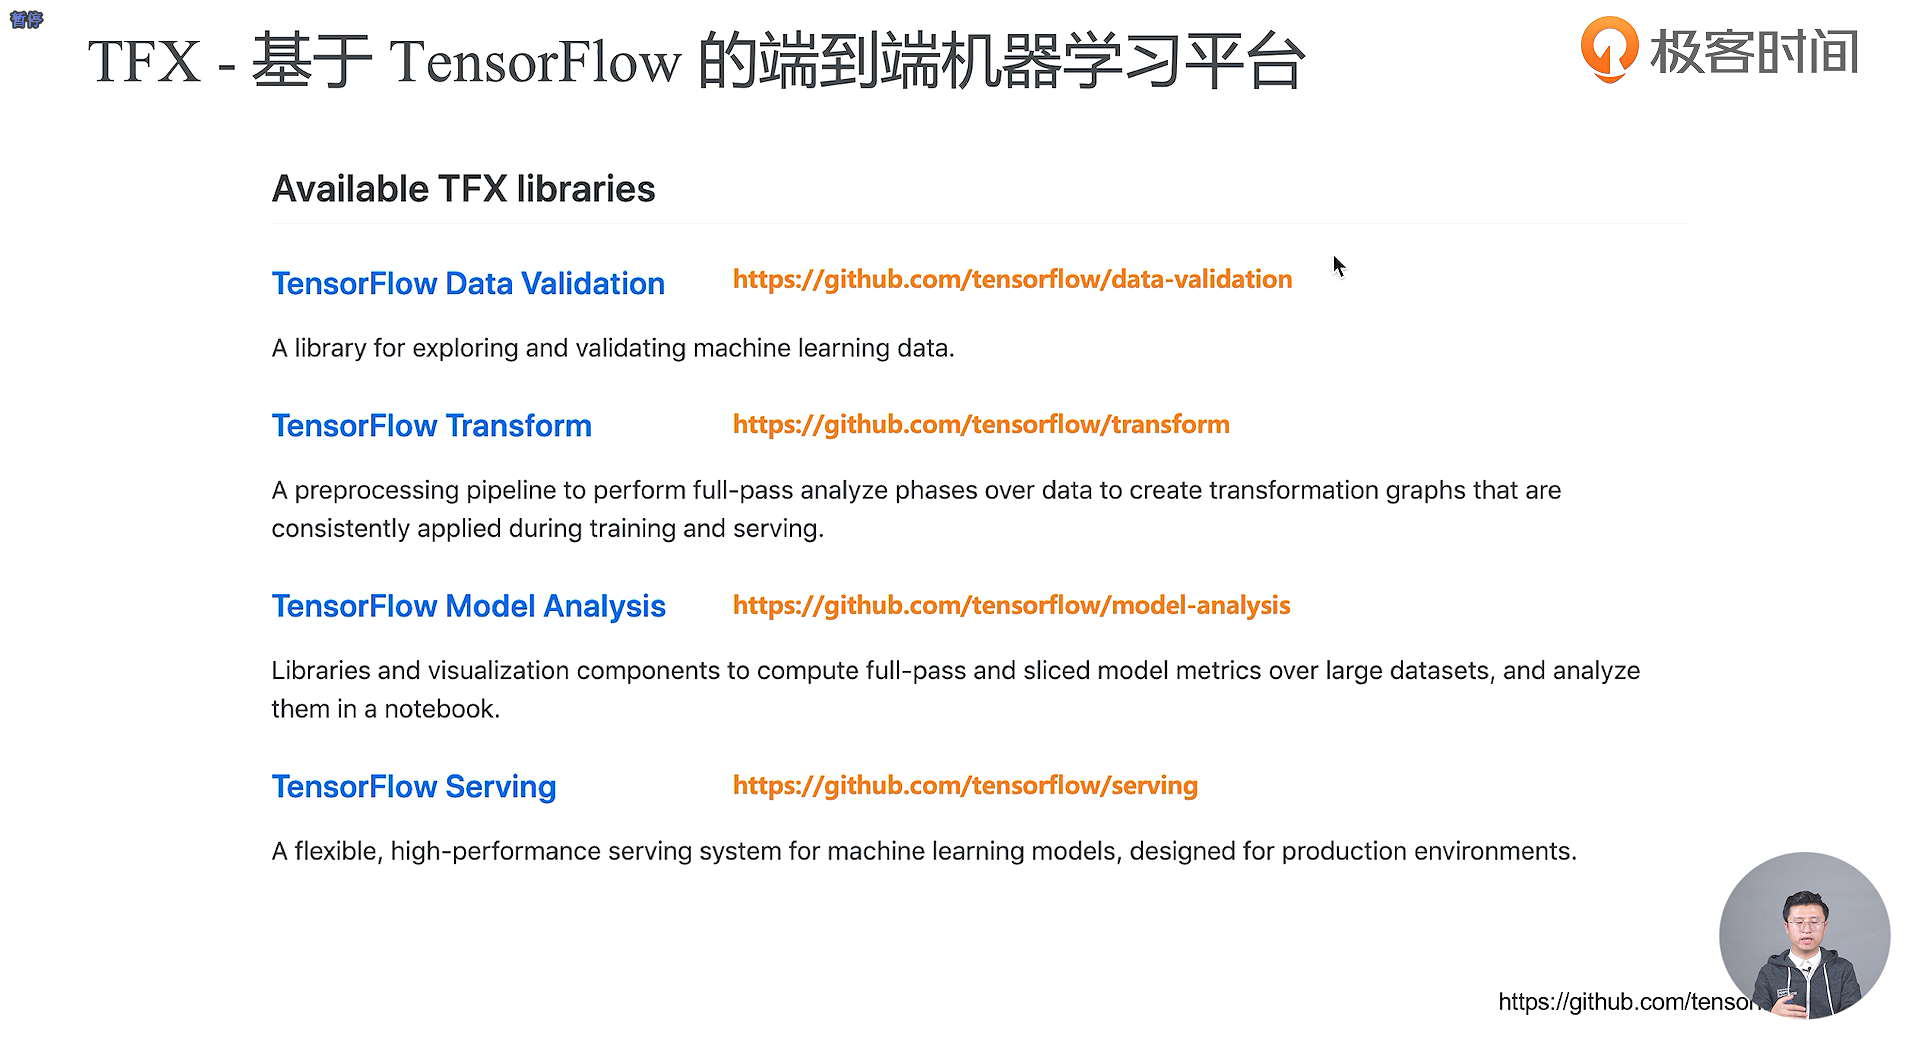 暂停
TFX - 基于 TensorFlow 的端到端机器学习平台
极客时间
Available TFX libraries
TensorFlow Data Validation https://github.com/tensorflow/data-validation
A library for exploring and validating machine learning data.
TensorFlow Transform https://github.com/tensorflow/transform
A preprocessing pipeline to perform full-pass analyze phases over data to create transformation graphs that are
consistently applied during training and serving.
TensorFlow Model Analysis https://github.com/tensorflow/model-analysis
Libraries and visualization components to compute full-pass and sliced model metrics over large datasets, and analyze
them in a notebook.
TensorFlow Serving https://github.com/tensorflow/serving
A flexible, high-performance serving system for machine learning models, designed for production environments.
https://github.com/tensor